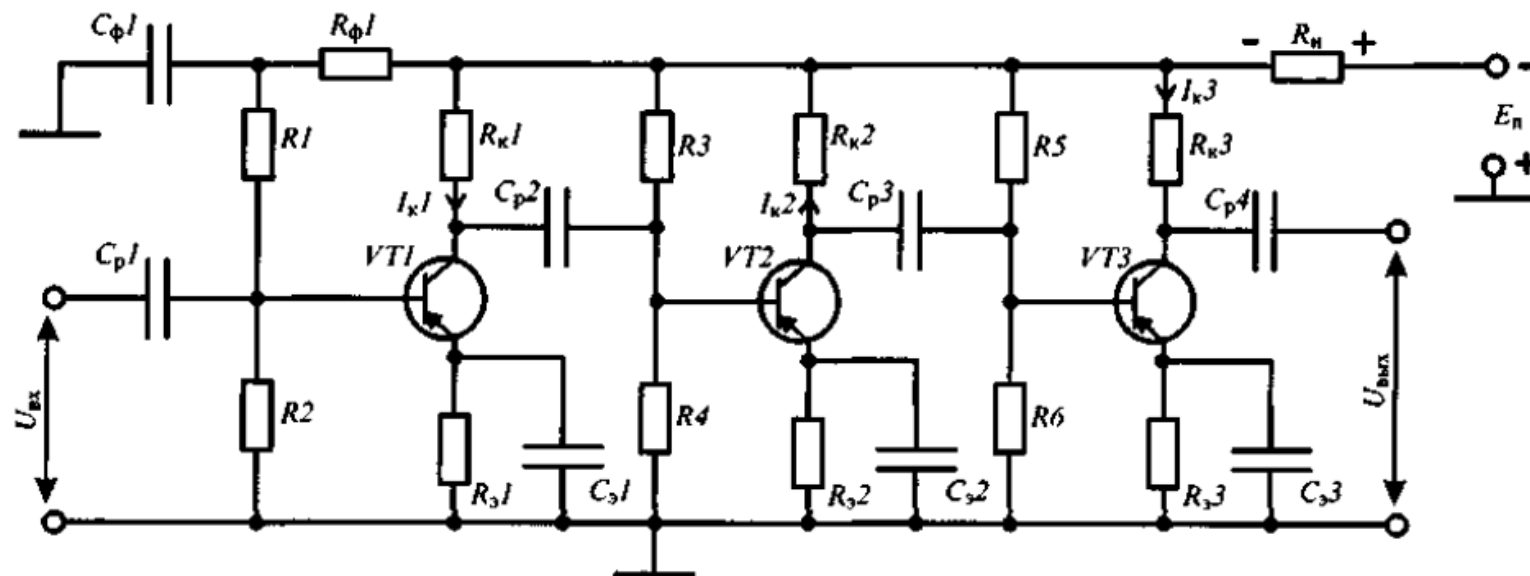 Cф1
Rф1
- Rи +
-
R1
Rк1
R3
Rк2
R5
Iк3
Rк3
Eп
+
Iк1
Cр2
Iк2
Cр3
Cр4
Cр1
VT1
VT2
VT3
Uвх
R2
Rэ1
Cэ1
R4
Rэ2
Cэ2
R6
Rэ3
Cэ3
Uвых